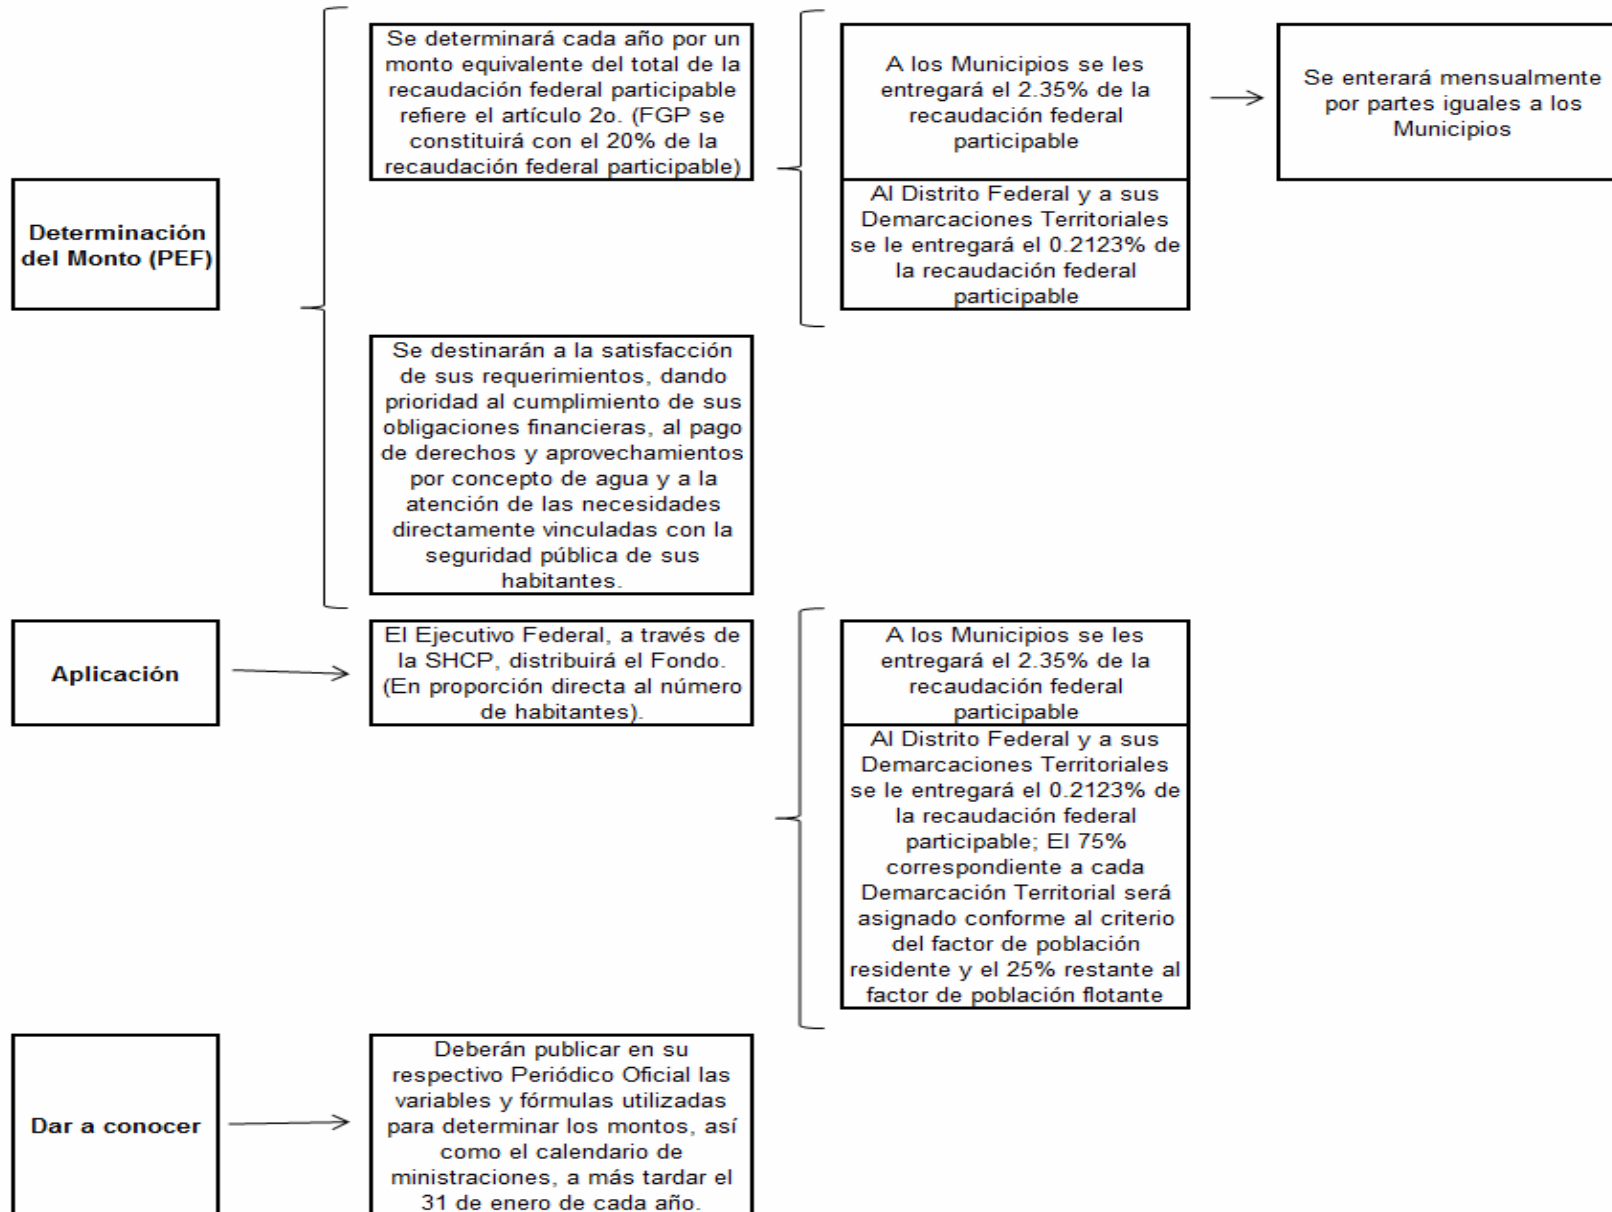 Determinación
del Monto (PEF)
Se determinará cada año por un
monto equivalente del total de la
recaudación federal participable
refiere el artículo 2o. (FGP se
constituirá con el 20% de la
recaudación federal participable)
A los Municipios se les
entregará el 2.35% de la
recaudación federal
participable
Se enterará mensualmente
por partes iguales a los
Municipios
Al Distrito Federal y a sus
Demarcaciones Territoriales
se le entregará el 0.2123% de
la recaudación federal
participable
Se destinarán a la satisfacción
de sus requerimientos, dando
prioridad al cumplimiento de sus
obligaciones financieras, al pago
de derechos y aprovechamientos
por concepto de agua y a la
atención de las necesidades
directamente vinculadas con la
seguridad pública de sus
habitantes.
Aplicación
El Ejecutivo Federal, a través de
la SHCP, distribuirá el Fondo.
(En proporción directa al número
de habitantes).
A los Municipios se les
entregará el 2.35% de la
recaudación federal
participable
Al Distrito Federal y a sus
Demarcaciones Territoriales
se le entregará el 0.2123% de
la recaudación federal
participable; El 75%
correspondiente a cada
Demarcación Territorial será
asignado conforme al criterio
del factor de población
residente y el 25% restante al
factor de población flotante
Dar a conocer
Deberán publicar en su
respectivo Periódico Oficial las
variables y fórmulas utilizadas
para determinar los montos, así
como el calendario de
ministraciones, a más tardar el
31 de enero de cada año.